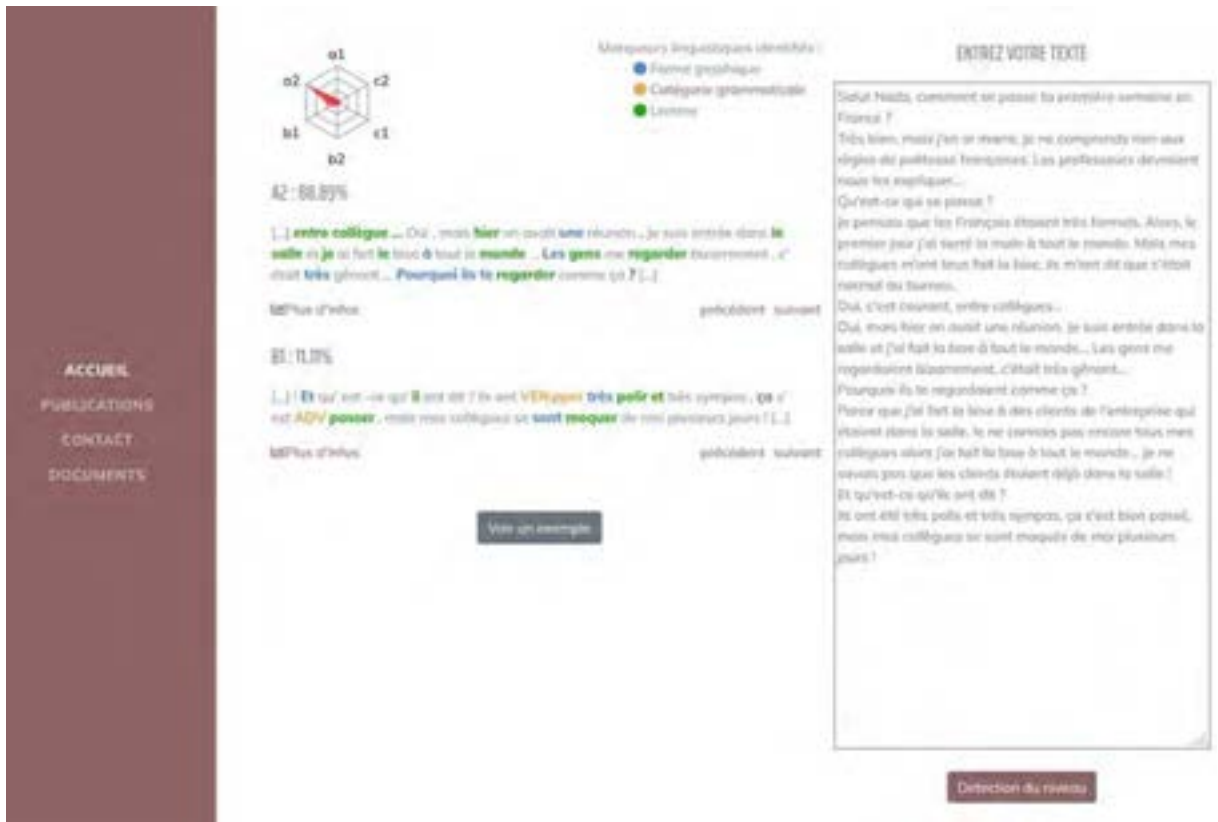 ACCUEIL
PUBLICATIONS
CONTACT
DOCUMENTS
a1
a2
c2
b1
c1
b2
Marqueurs linguistiques identifiés :
Forme graphique
Catégorie grammaticale
Lemme
A2 : 88.89%
[...] entre collègue ... Oui , mais hier on avait une réunion , je suis entrée dans le
salle et je ai fait le bise à tout le monde ... Les gens me regarder bizarrement , c'
était très gênant ... Pourquoi ils te regarder comme ça ? [...]
Plus d'infos
précédent suivant
B1 : 11.11%
[...] ! Et qu' est -ce qu' il ont dit ? Ils ont VER:pper très polir et très sympas , ça s'
est ADV passer , mais mes collègues se sont moquer de moi plusieurs jours ! [...]
Plus d'infos
précédent suivant
Voir un exemple
ENTREZ VOTRE TEXTE
Salut Nada, comment se passe ta première semaine en
France ?
Très bien, mais j'en ai marre, je ne comprends rien aux
règles de politesse françaises. Les professeurs devraient
nous les expliquer...
Qu'est-ce qui se passe ?
Je pensais que les Français étaient très formels. Alors, le
premier jour j'ai serré la main à tout le monde. Mais mes
collègues m'ont tous fait la bise, ils m'ont dit que c'était
normal au bureau.
Oui, c'est courant, entre collègues...
Oui, mais hier on avait une réunion, je suis entrée dans la
salle et j'ai fait la bise à tout le monde... Les gens me
regardaient bizarrement, c'était très gênant...
Pourquoi ils te regardaient comme ça ?
Parce que j'ai fait la bise à des clients de l'entreprise qui
étaient dans la salle. Je ne connais pas encore tous mes
collègues alors j'ai fait la bise à tout le monde... je ne
savais pas que les clients étaient déjà dans la salle !
Et qu'est-ce qu'ils ont dit ?
Ils ont été très polis et très sympas, ça s'est bien passé,
mais mes collègues se sont moqués de moi plusieurs
jours !
Detection du niveau